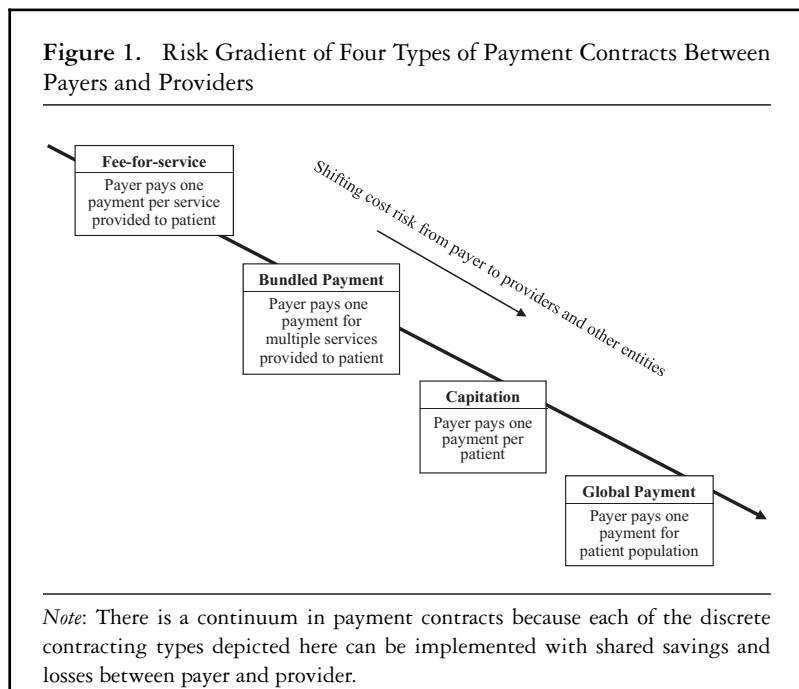 Figure 1. Risk Gradient of Four Types of Payment Contracts Between
Payers and Providers
Fee-for-service
Payer pays one
payment per service
provided to patient
Shifting cost risk from payer to providers and other entities
Bundled Payment
Payer pays one
payment for
multiple services
provided to patient
Capitation
Payer pays one
payment per
patient
Global Payment
Payer pays one
payment for
patient population
Note: There is a continuum in payment contracts because each of the discrete
contracting types depicted here can be implemented with shared savings and
losses between payer and provider.